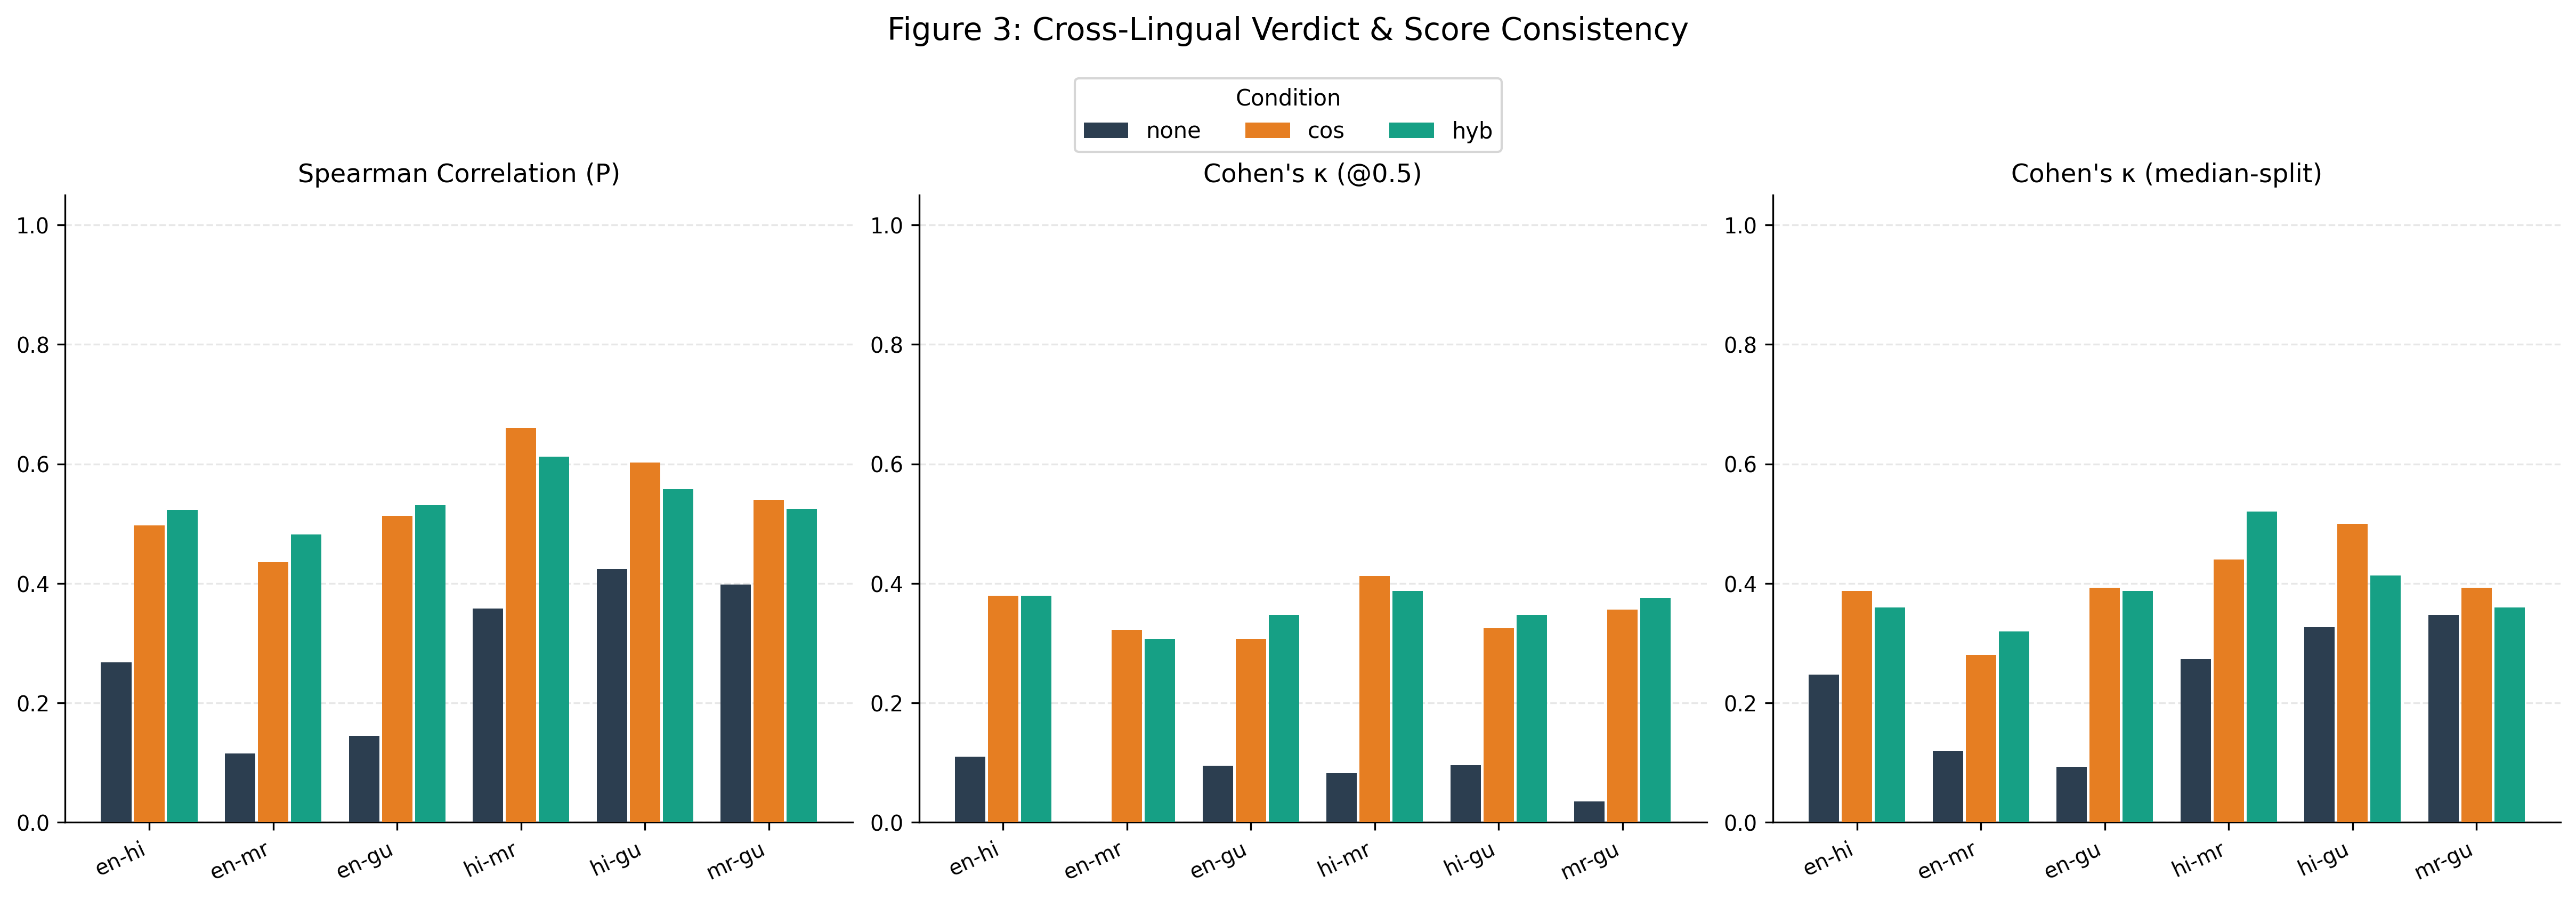 Figure 3: Cross-Lingual Verdict & Score Consistency
Condition
none cos hyb
Spearman Correlation (P)
1.0
0.8
0.6
0.4
0.2
0.0
en-hi en-mr en-gu hi-mr hi-gu mr-gu
Cohen's κ (@0.5)
1.0
0.8
0.6
0.4
0.2
0.0
en-hi en-mr en-gu hi-mr hi-gu mr-gu
Cohen's κ (median-split)
1.0
0.8
0.6
0.4
0.2
0.0
en-hi en-mr en-gu hi-mr hi-gu mr-gu